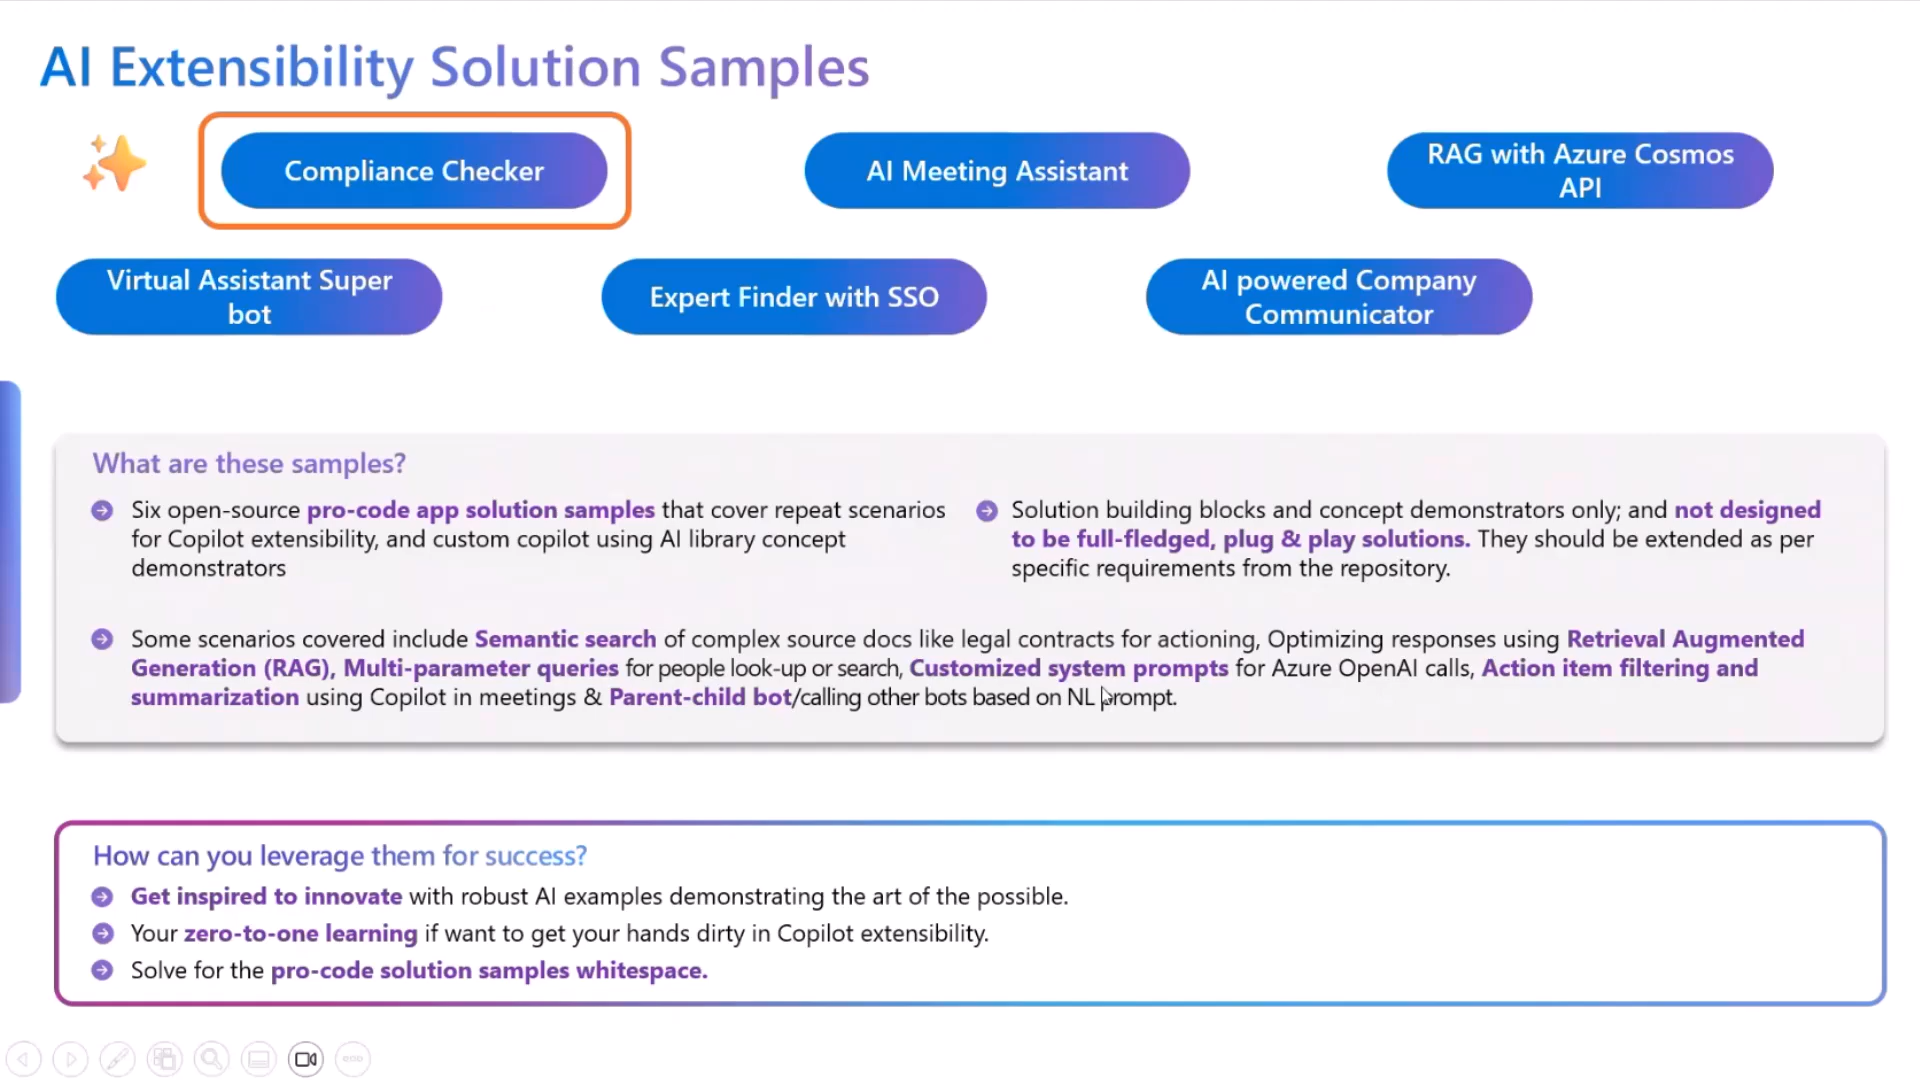 AI Extensibility Solution Samples
Compliance Checker
AI Meeting Assistant
RAG with Azure Cosmos
API
Virtual Assistant Super
bot
Expert Finder with SSO
AI powered Company
Communicator
What are these samples?
Six open-source pro-code app solution samples that cover repeat scenarios
for Copilot extensibility, and custom copilot using AI library concept
demonstrators
Solution building blocks and concept demonstrators only; and not designed
to be full-fledged, plug & play solutions. They should be extended as per
specific requirements from the repository.
Some scenarios covered include Semantic search of complex source docs like legal contracts for actioning, Optimizing responses using Retrieval Augmented
Generation (RAG), Multi-parameter queries for people look-up or search, Customized system prompts for Azure OpenAI calls, Action item filtering and
summarization using Copilot in meetings & Parent-child bot/calling other bots based on NL prompt.
How can you leverage them for success?
Get inspired to innovate with robust AI examples demonstrating the art of the possible.
Your zero-to-one learning if want to get your hands dirty in Copilot extensibility.
Solve for the pro-code solution samples whitespace.